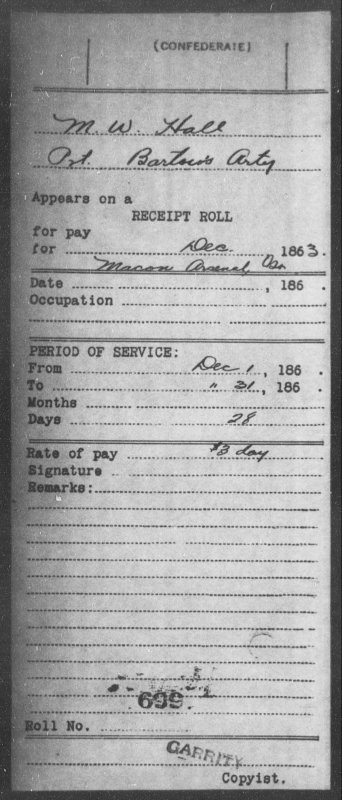 (CONFEDERATE)
M. W. Hall
Pvt. Bartow's Arty
Appears on a
RECEIPT ROLL
for pay
for Dec. 1863.
Macon Arsenal
Date , 186 .
Occupation
PERIOD OF SERVICE:
From Dec 1, 186 .
To " 31, 186 .
Months
Days 28
Rate of pay $3 day
Signature
Remarks:
699
Roll No.
GARRITY
Copyist.